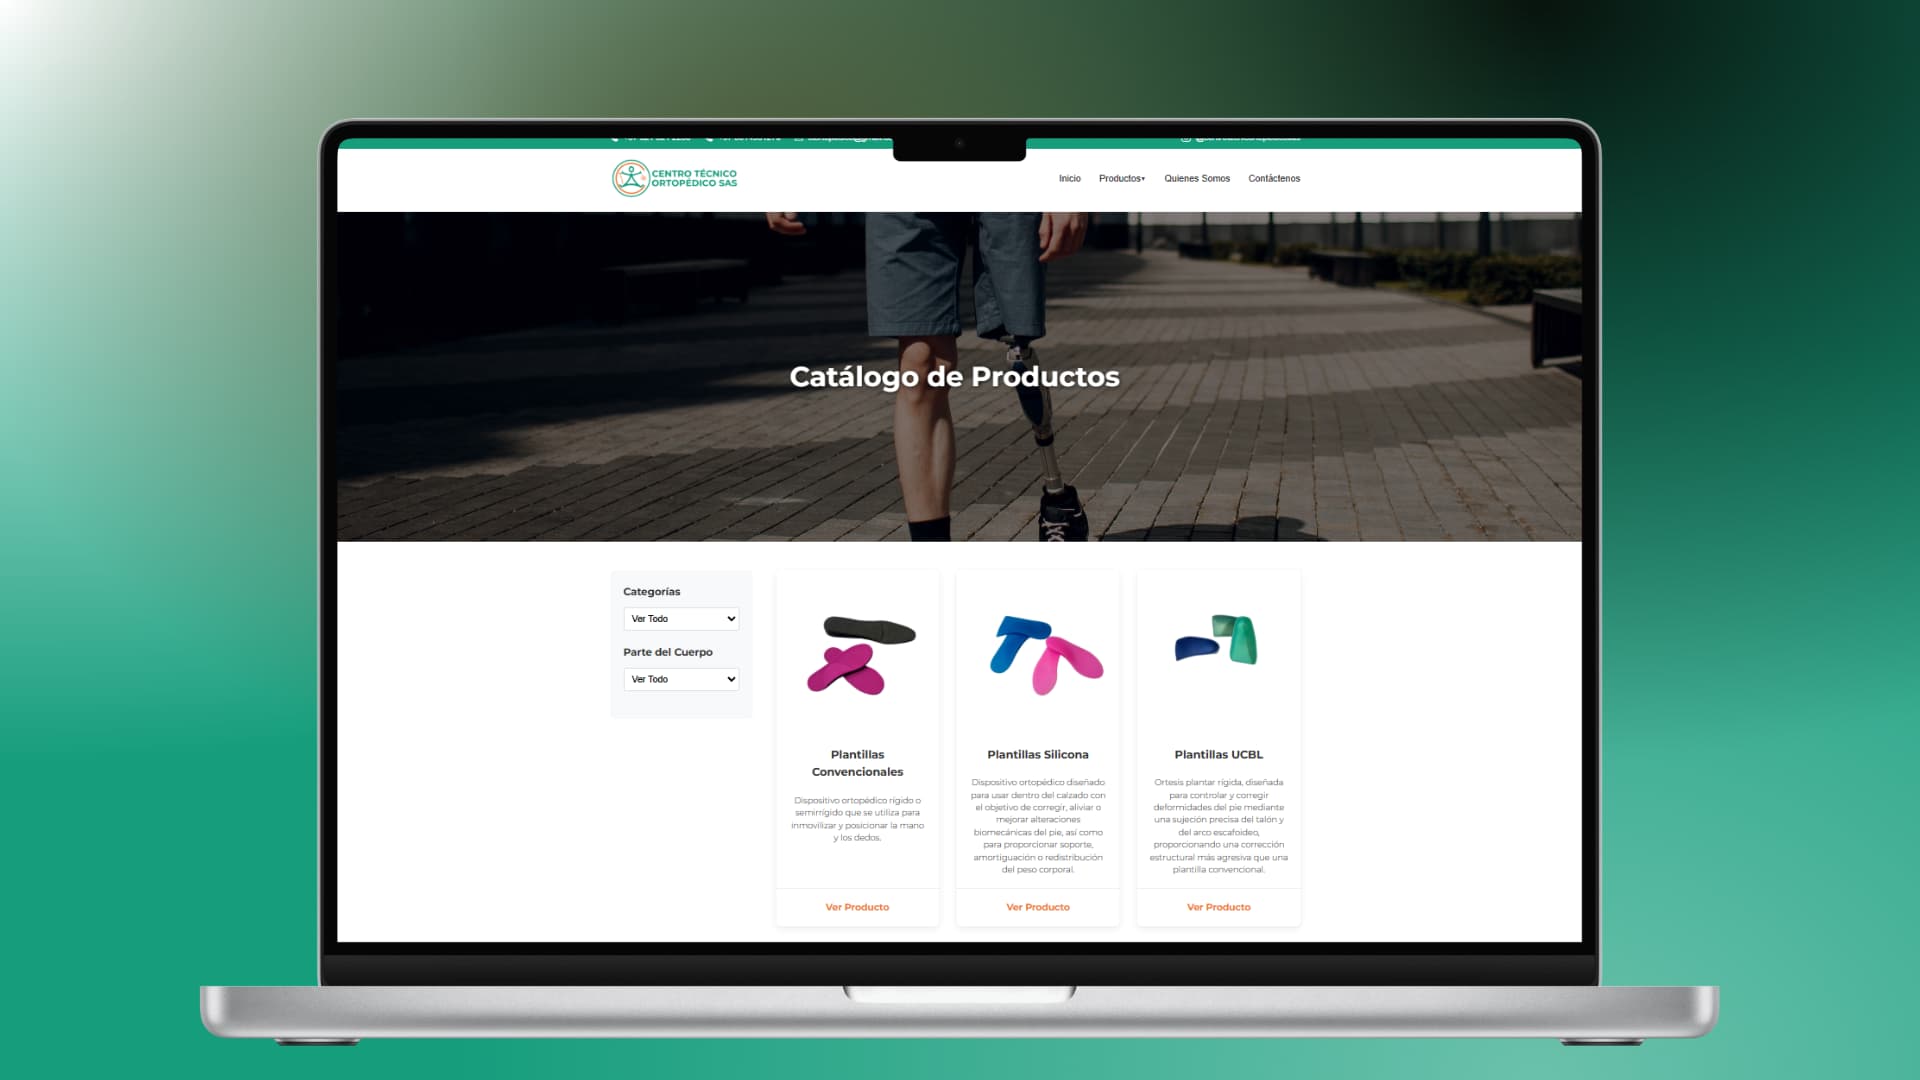 CENTRO TÉCNICO
ORTOPÉDICO SAS
Inicio Productos▾ Quienes Somos Contáctenos
Catálogo de Productos
Categorías
Ver Todo
Parte del Cuerpo
Ver Todo
Plantillas
Convencionales
Dispositivo ortopédico rígido o
semirrígido que se utiliza para
inmovilizar y posicionar la mano
y los dedos.
Ver Producto
Plantillas Silicona
Dispositivo ortopédico diseñado
para usar dentro del calzado con
el objetivo de corregir, aliviar o
mejorar alteraciones
biomecánicas del pie, así como
para proporcionar soporte,
amortiguación o redistribución
del peso corporal.
Ver Producto
Plantillas UCBL
Ortesis plantar rígida, diseñada
para controlar y corregir
deformidades del pie mediante
una sujeción precisa del talón y
del arco escafoideo,
proporcionando una corrección
estructural más agresiva que una
plantilla convencional.
Ver Producto